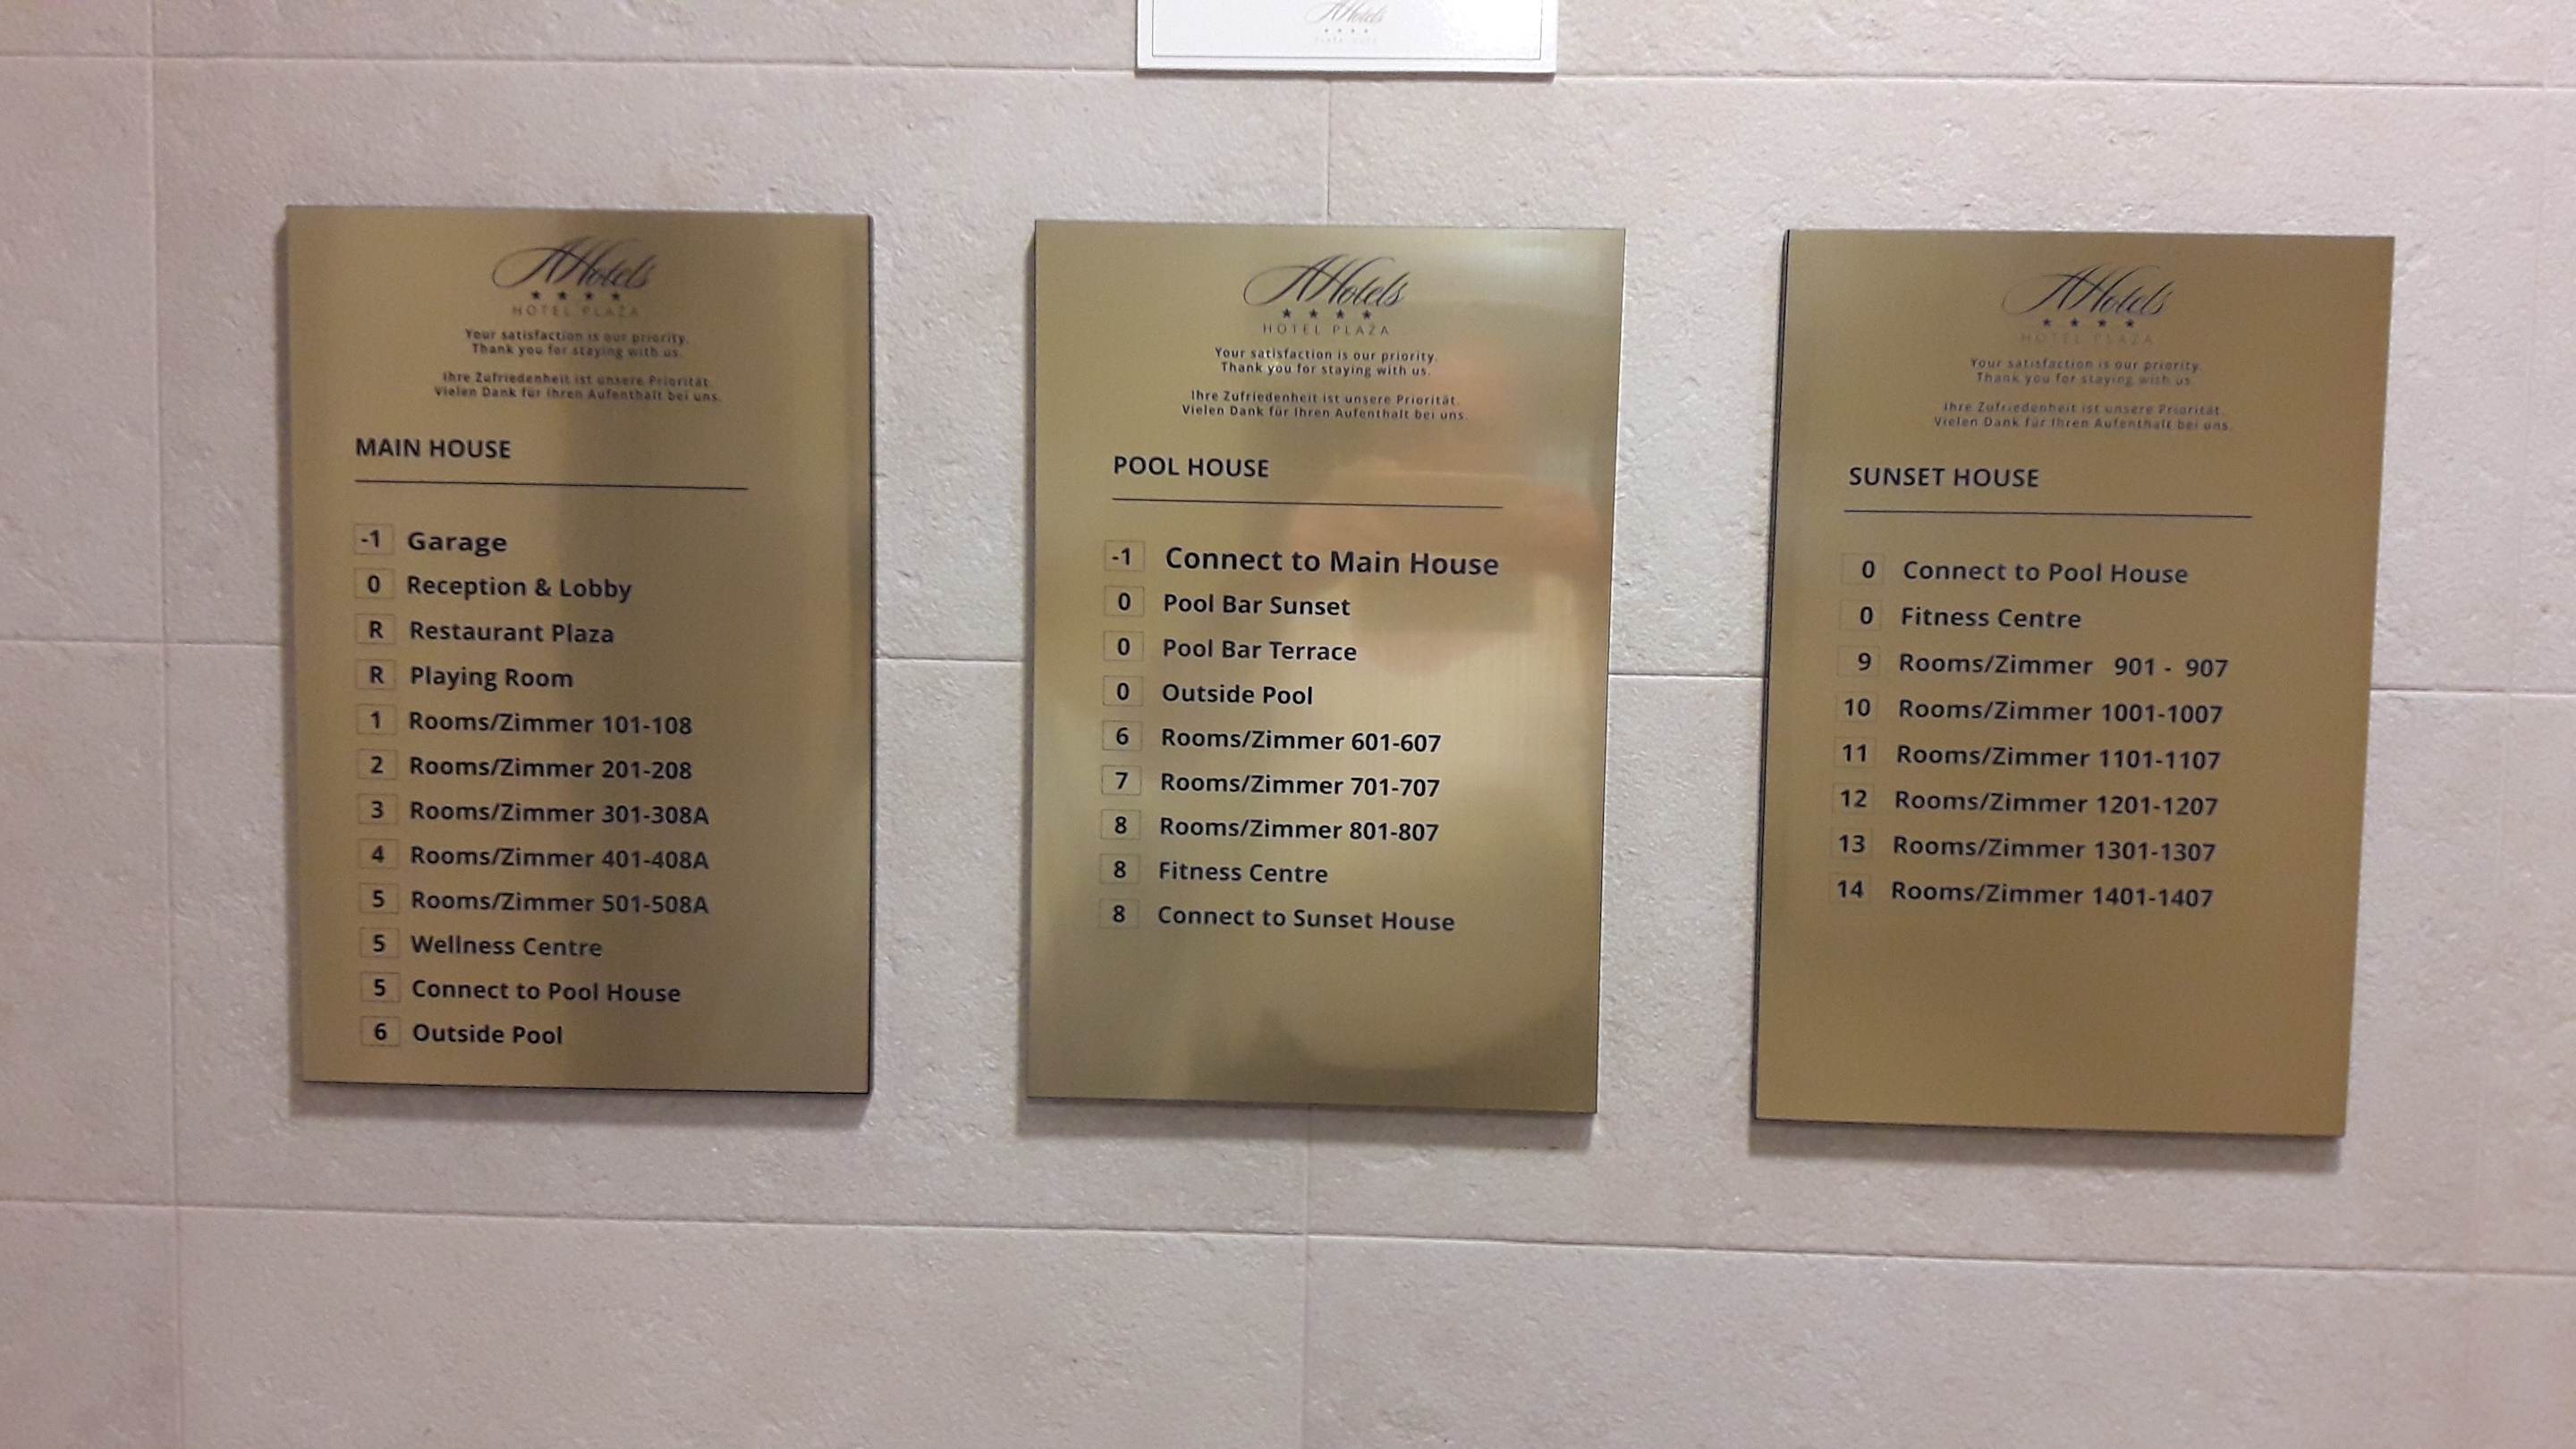 AHotels
AHotels
HOTEL PLAZA
Your satisfaction is our priority.
Thank you for staying with us.
Ihre Zufriedenheit ist unsere Priorität.
Vielen Dank für Ihren Aufenthalt bei uns.
MAIN HOUSE
-1 Garage
0 Reception & Lobby
R Restaurant Plaza
R Playing Room
1 Rooms/Zimmer 101-108
2 Rooms/Zimmer 201-208
3 Rooms/Zimmer 301-308A
4 Rooms/Zimmer 401-408A
5 Rooms/Zimmer 501-508A
5 Wellness Centre
5 Connect to Pool House
6 Outside Pool
AHotels
HOTEL PLAZA
Your satisfaction is our priority.
Thank you for staying with us.
Ihre Zufriedenheit ist unsere Priorität.
Vielen Dank für Ihren Aufenthalt bei uns.
POOL HOUSE
-1 Connect to Main House
0 Pool Bar Sunset
0 Pool Bar Terrace
0 Outside Pool
6 Rooms/Zimmer 601-607
7 Rooms/Zimmer 701-707
8 Rooms/Zimmer 801-807
8 Fitness Centre
8 Connect to Sunset House
AHotels
HOTEL PLAZA
Your satisfaction is our priority.
Thank you for staying with us.
Ihre Zufriedenheit ist unsere Priorität.
Vielen Dank für Ihren Aufenthalt bei uns.
SUNSET HOUSE
0 Connect to Pool House
0 Fitness Centre
9 Rooms/Zimmer 901 - 907
10 Rooms/Zimmer 1001-1007
11 Rooms/Zimmer 1101-1107
12 Rooms/Zimmer 1201-1207
13 Rooms/Zimmer 1301-1307
14 Rooms/Zimmer 1401-1407